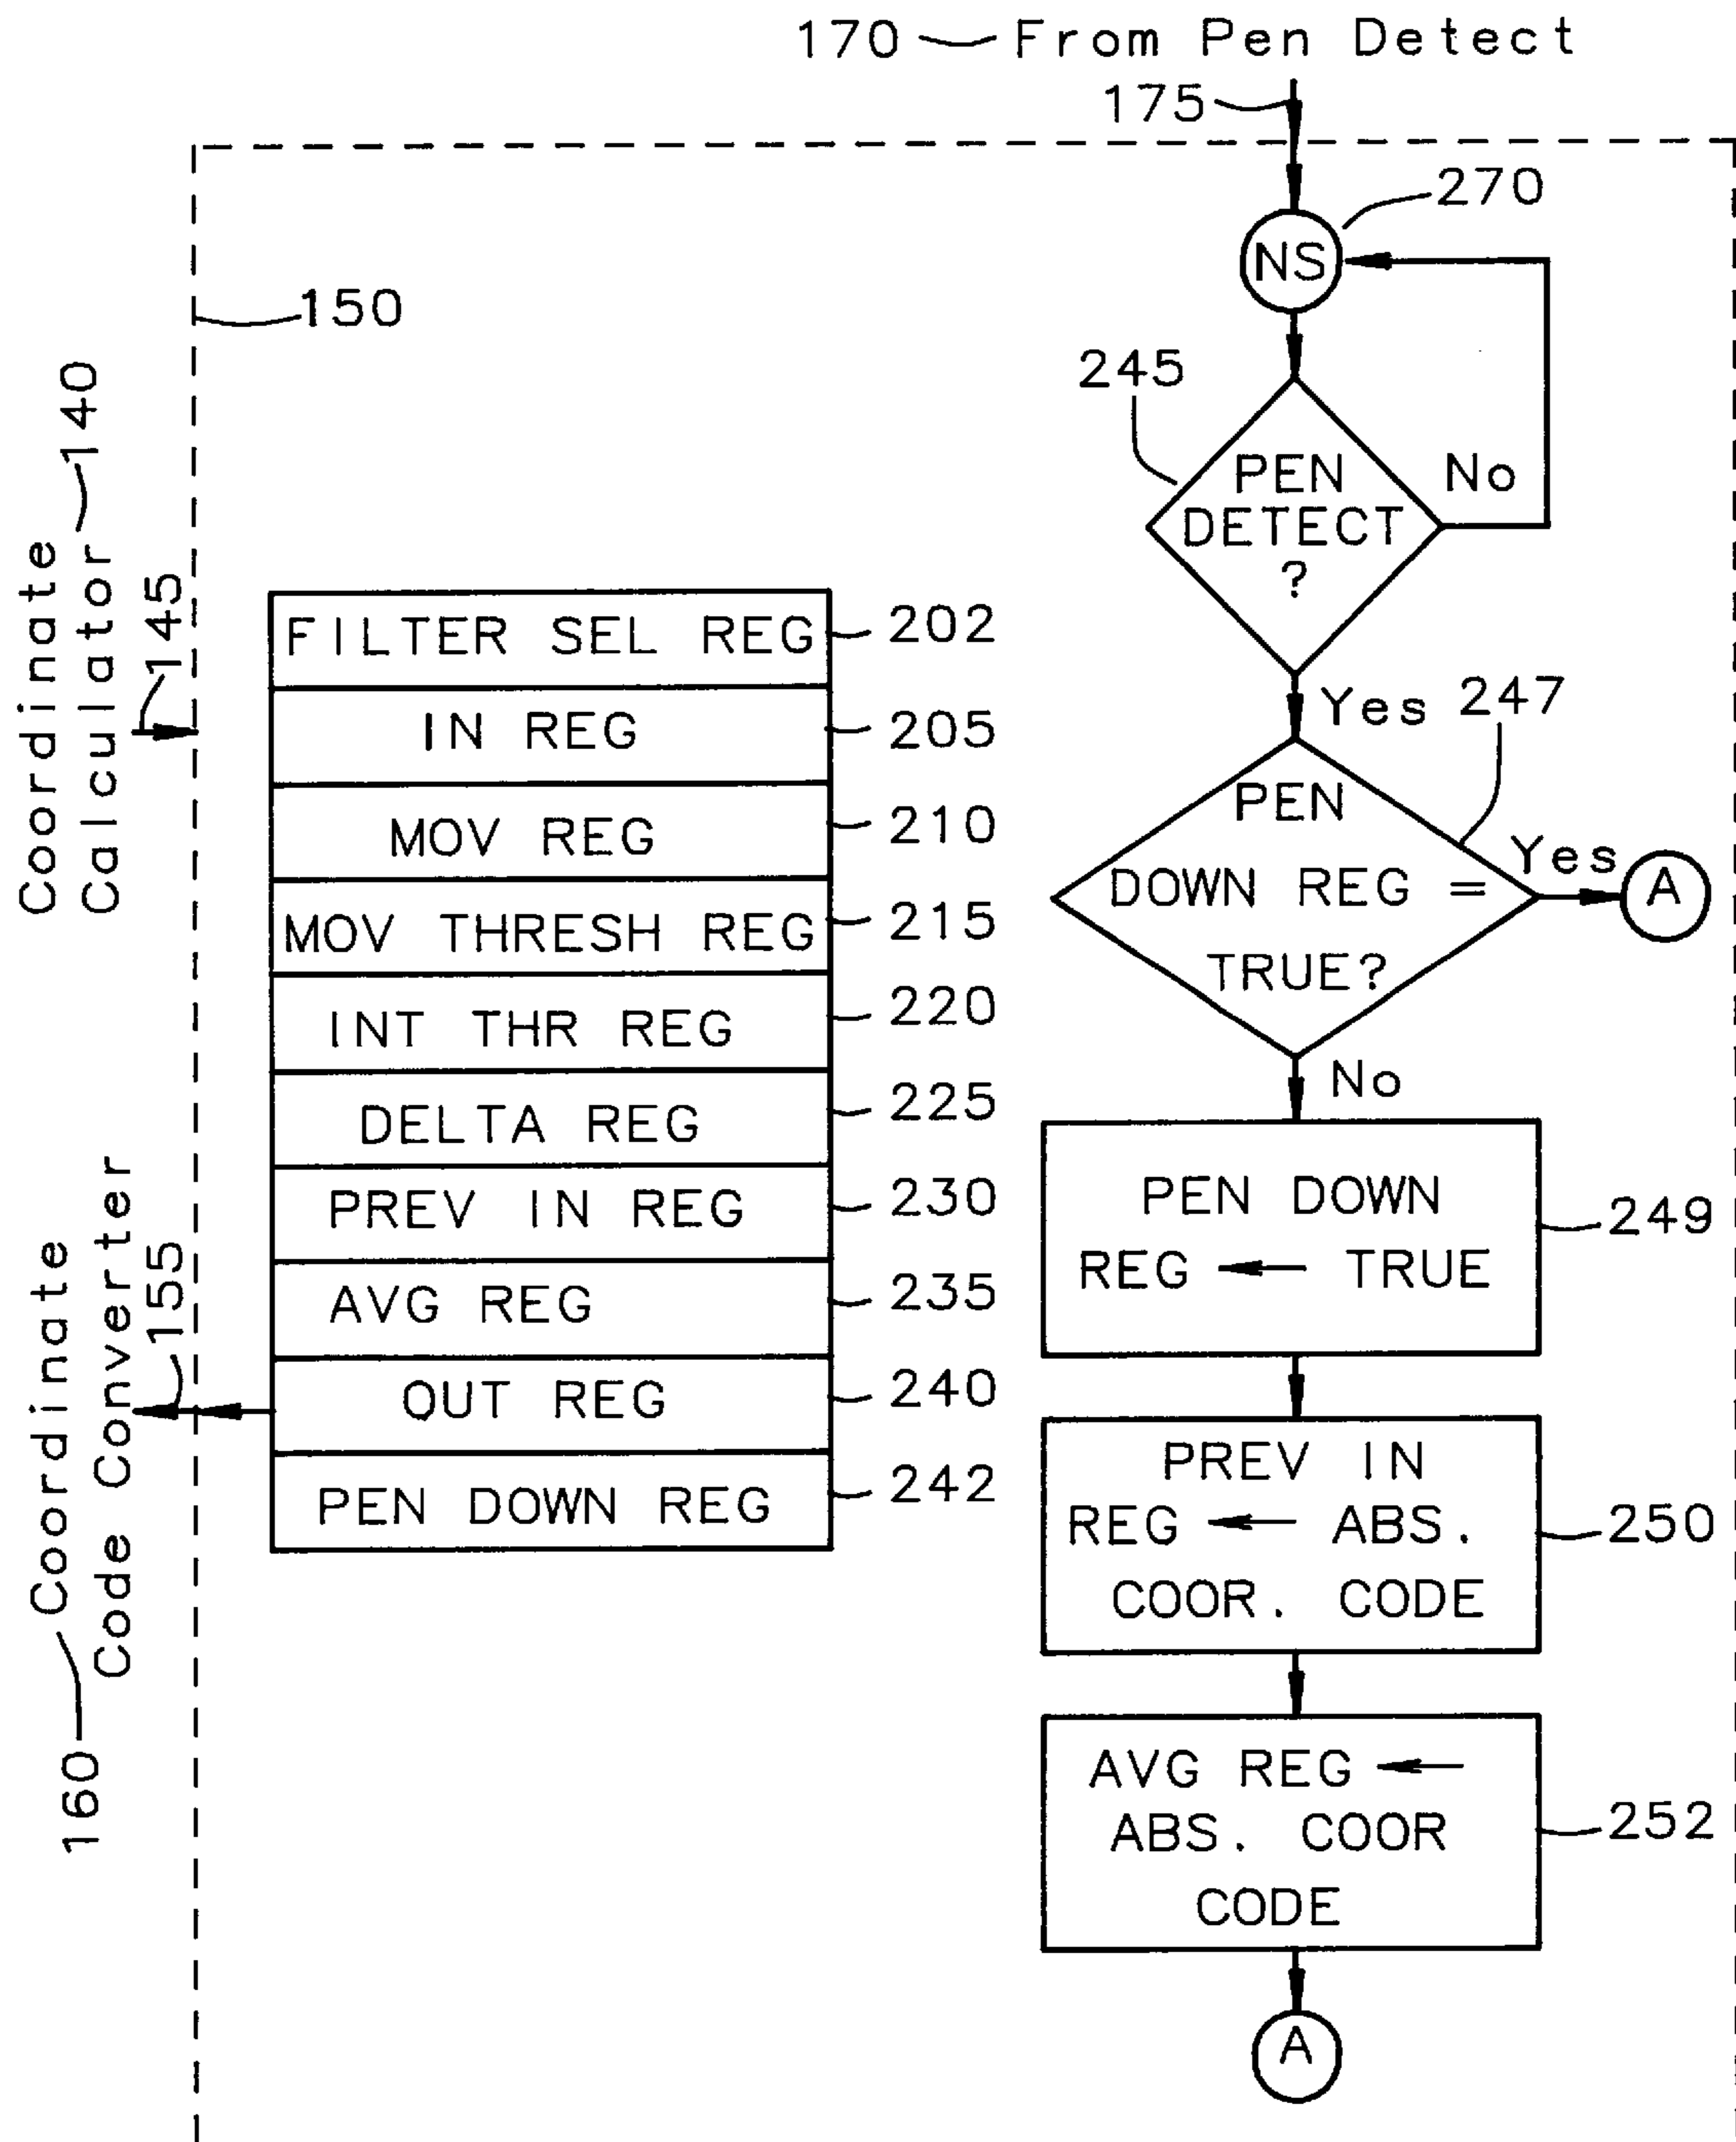 170 From Pen Detect
175
270
NS
150
245
PEN
DETECT
?
No
Coordinate
Calculator 140
145
Yes
247
PEN
DOWN REG =
TRUE?
Yes
A
No
FILTER SEL REG 202
IN REG 205
MOV REG 210
MOV THRESH REG 215
INT THR REG 220
DELTA REG 225
PREV IN REG 230
AVG REG 235
OUT REG 240
PEN DOWN REG 242
160 Coordinate
Code Converter
155
PEN DOWN
REG ← TRUE
249
PREV IN
REG ← ABS.
COOR. CODE
250
AVG REG ←
ABS. COOR
CODE
252
A